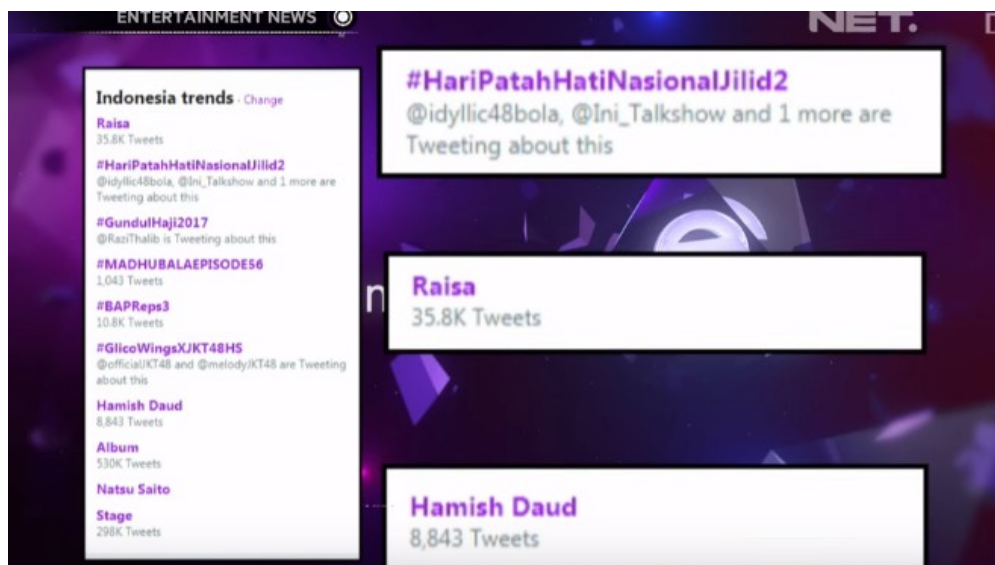 ENTERTAINMENT NEWS
NET.
Indonesia trends · Change
Raisa
35.8K Tweets
#HariPatahHatiNasionalJilid2
@idyllic48bola, @Ini_Talkshow and 1 more are
Tweeting about this
#GundulHaji2017
@RaziThalib is Tweeting about this
#MADHUBALAEPISODE56
1,043 Tweets
#BAPReps3
10.8K Tweets
#GlicoWingsXJKT48HS
@officialJKT48 and @melodyJKT48 are Tweeting
about this
Hamish Daud
8,843 Tweets
Album
530K Tweets
Natsu Saito
Stage
298K Tweets
#HariPatahHatiNasionalJilid2
@idyllic48bola, @Ini_Talkshow and 1 more are
Tweeting about this
e
n
Raisa
35.8K Tweets
Hamish Daud
8,843 Tweets